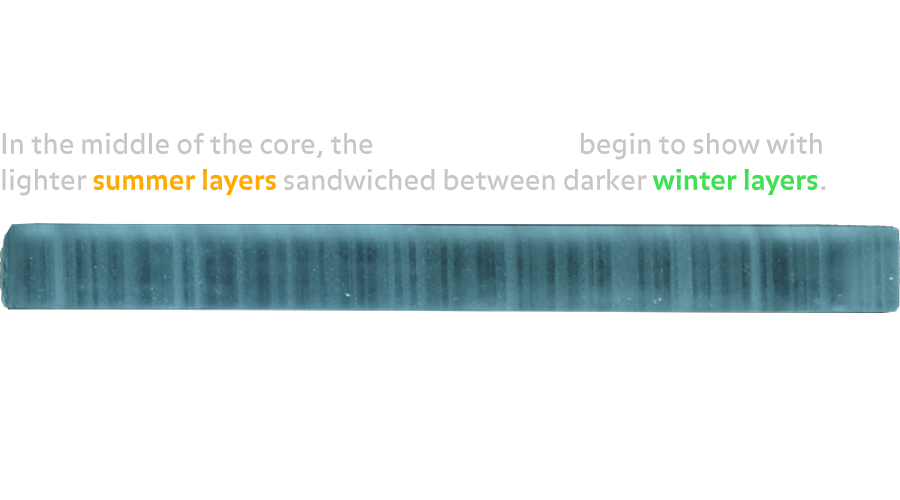 In the middle of the core, the begin to show with
lighter summer layers sandwiched between darker winter layers.